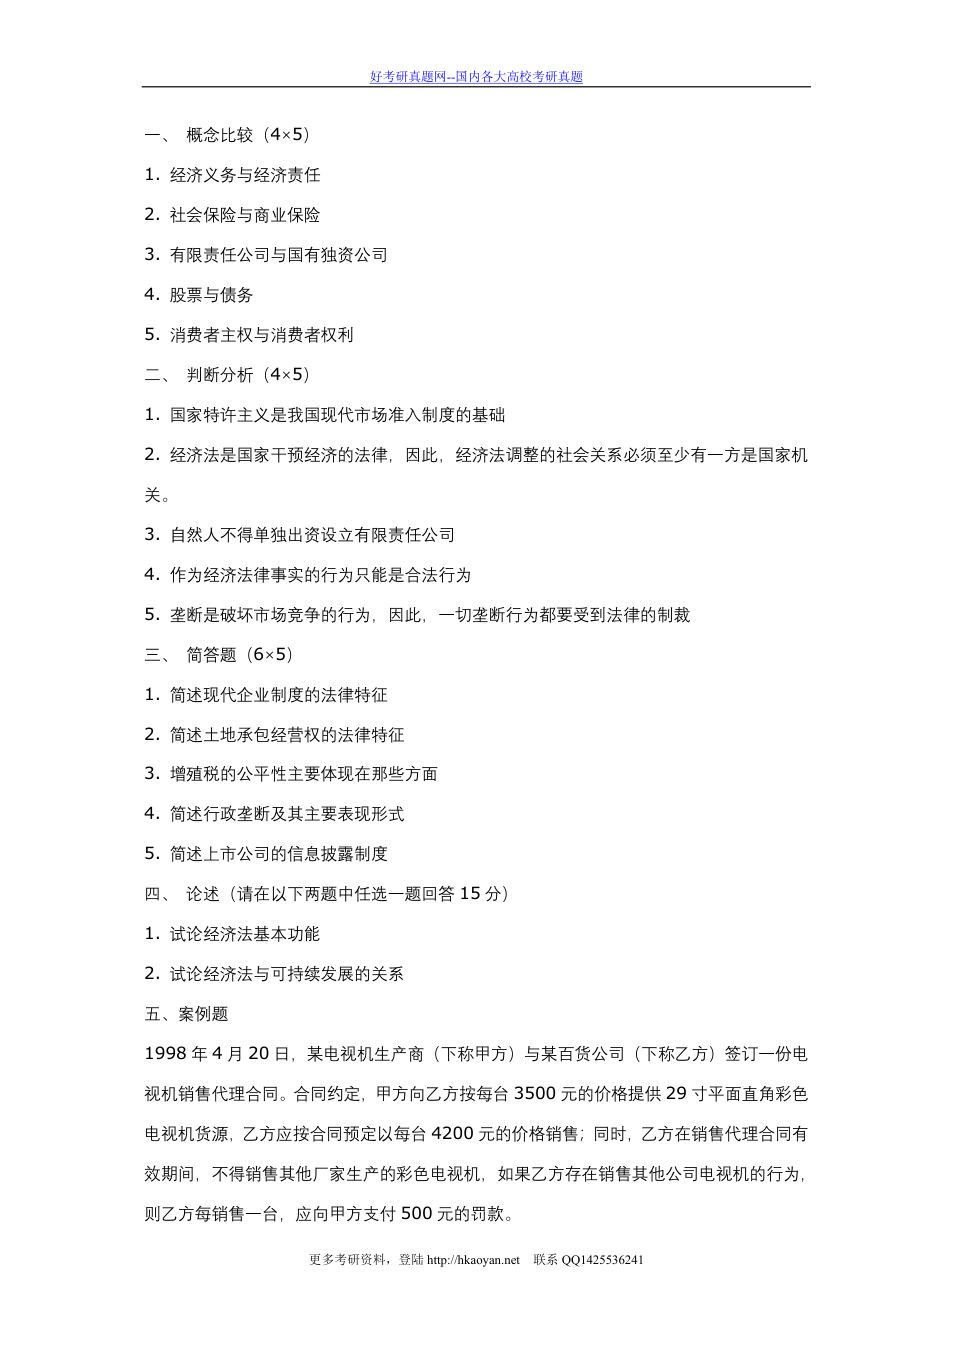 好考研真题网--国内各大高校考研真题
一、 概念比较（4×5）
1. 经济义务与经济责任
2. 社会保险与商业保险
3. 有限责任公司与国有独资公司
4. 股票与债务
5. 消费者主权与消费者权利
二、 判断分析（4×5）
1. 国家特许主义是我国现代市场准入制度的基础
2. 经济法是国家干预经济的法律，因此，经济法调整的社会关系必须至少有一方是国家机
关。
3. 自然人不得单独出资设立有限责任公司
4. 作为经济法律事实的行为只能是合法行为
5. 垄断是破坏市场竞争的行为，因此，一切垄断行为都要受到法律的制裁
三、 简答题（6×5）
1. 简述现代企业制度的法律特征
2. 简述土地承包经营权的法律特征
3. 增殖税的公平性主要体现在那些方面
4. 简述行政垄断及其主要表现形式
5. 简述上市公司的信息披露制度
四、 论述（请在以下两题中任选一题回答 15 分）
1. 试论经济法基本功能
2. 试论经济法与可持续发展的关系
五、案例题
1998 年 4 月 20 日，某电视机生产商（下称甲方）与某百货公司（下称乙方）签订一份电
视机销售代理合同。合同约定，甲方向乙方按每台 3500 元的价格提供 29 寸平面直角彩色
电视机货源，乙方应按合同预定以每台 4200 元的价格销售；同时，乙方在销售代理合同有
效期间，不得销售其他厂家生产的彩色电视机，如果乙方存在销售其他公司电视机的行为，
则乙方每销售一台，应向甲方支付 500 元的罚款。
更多考研资料，登陆 http://hkaoyan.net 联系 QQ1425536241